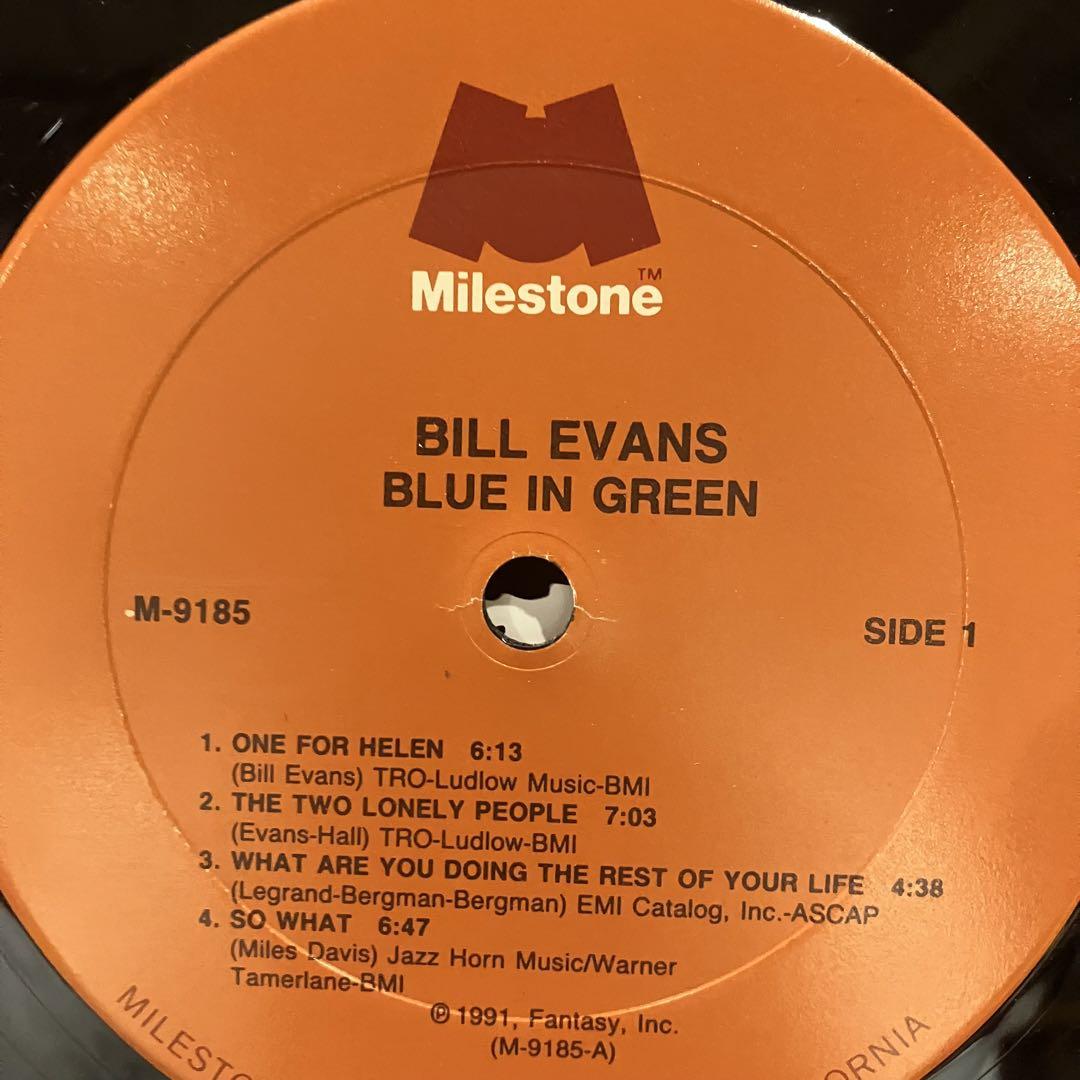 Milestone™
BILL EVANS
BLUE IN GREEN
M-9185
SIDE 1
1. ONE FOR HELEN 6:13
(Bill Evans) TRO-Ludlow Music-BMI
2. THE TWO LONELY PEOPLE 7:03
(Evans-Hall) TRO-Ludlow-BMI
3. WHAT ARE YOU DOING THE REST OF YOUR LIFE 4:38
(Legrand-Bergman-Bergman) EMI Catalog, Inc.-ASCAP
4. SO WHAT 6:47
(Miles Davis) Jazz Horn Music/Warner
Tamerlane-BMI
℗ 1991, Fantasy, Inc.
(M-9185-A)